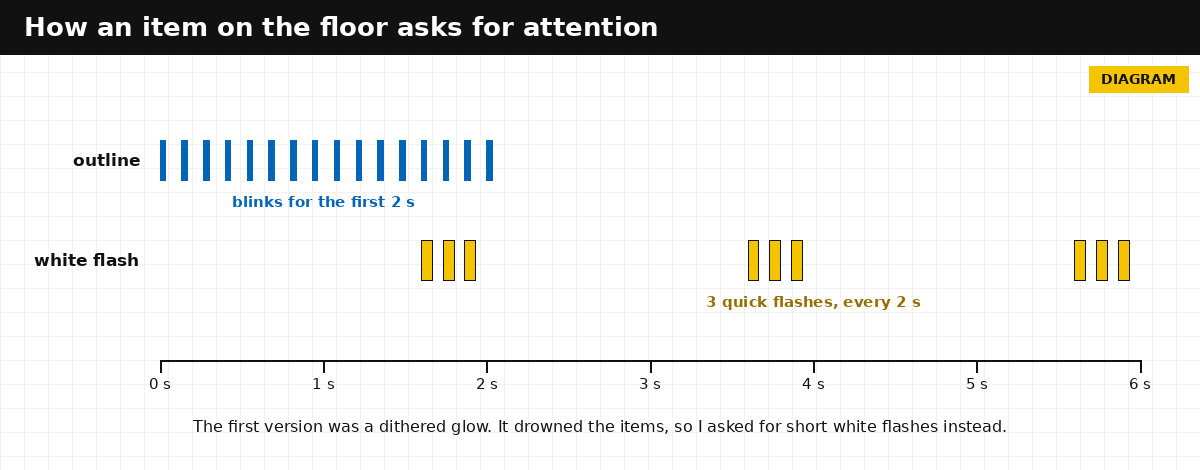 How an item on the floor asks for attention
DIAGRAM
outline
blinks for the first 2 s
white flash
3 quick flashes, every 2 s
0 s 1 s 2 s 3 s 4 s 5 s 6 s
The first version was a dithered glow. It drowned the items, so I asked for short white flashes instead.